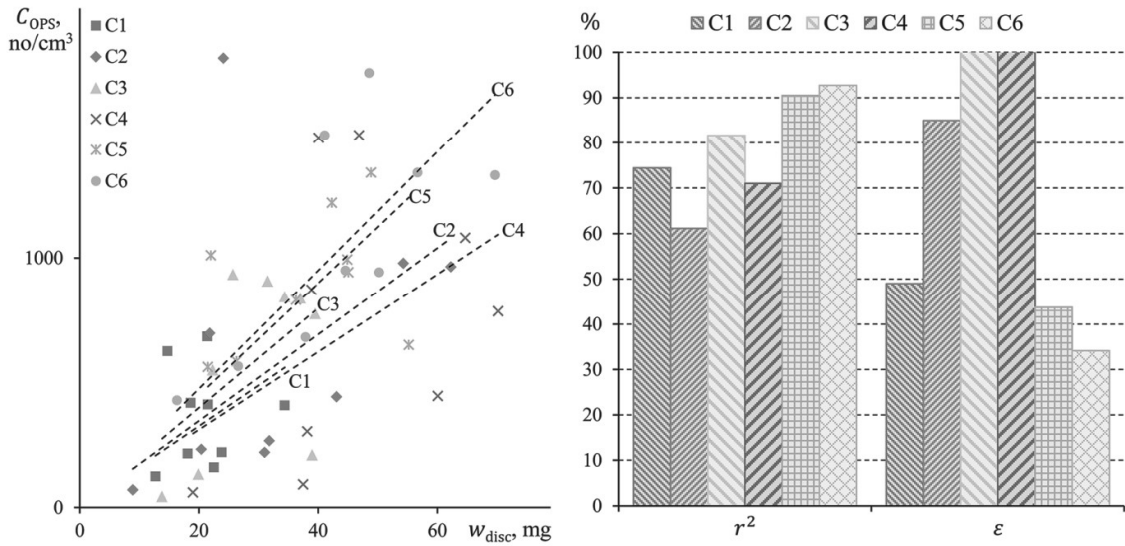 C_OPS,
no/cm³
C1
C2
C3
C4
C5
C6
1000
0
0 20 40 60
w_disc, mg
C6
C5
C2
C4
C3
C1
%
C1 C2 C3 C4 C5 C6
100
90
80
70
60
50
40
30
20
10
0
r² ε